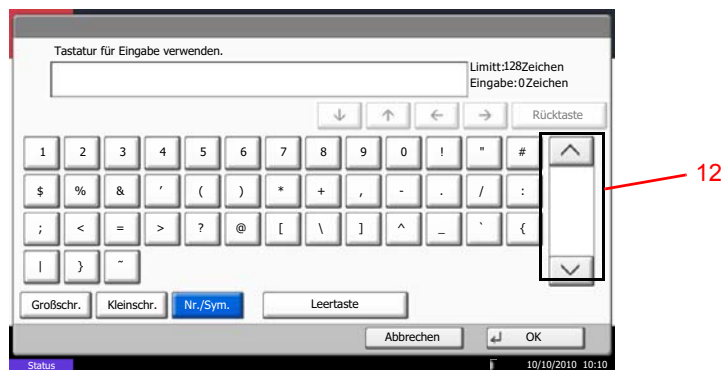 Tastatur für Eingabe verwenden.
Limitt:128Zeichen
Eingabe:0Zeichen
↓ ↑ ← → Rücktaste
1 2 3 4 5 6 7 8 9 0 ! " #
$ % & ' ( ) * + , - . / :
; < = > ? @ [ \ ] ^ _ ` {
| } ~
12
Großschr. Kleinschr. Nr./Sym. Leertaste
Abbrechen OK
Status 10/10/2010 10:10